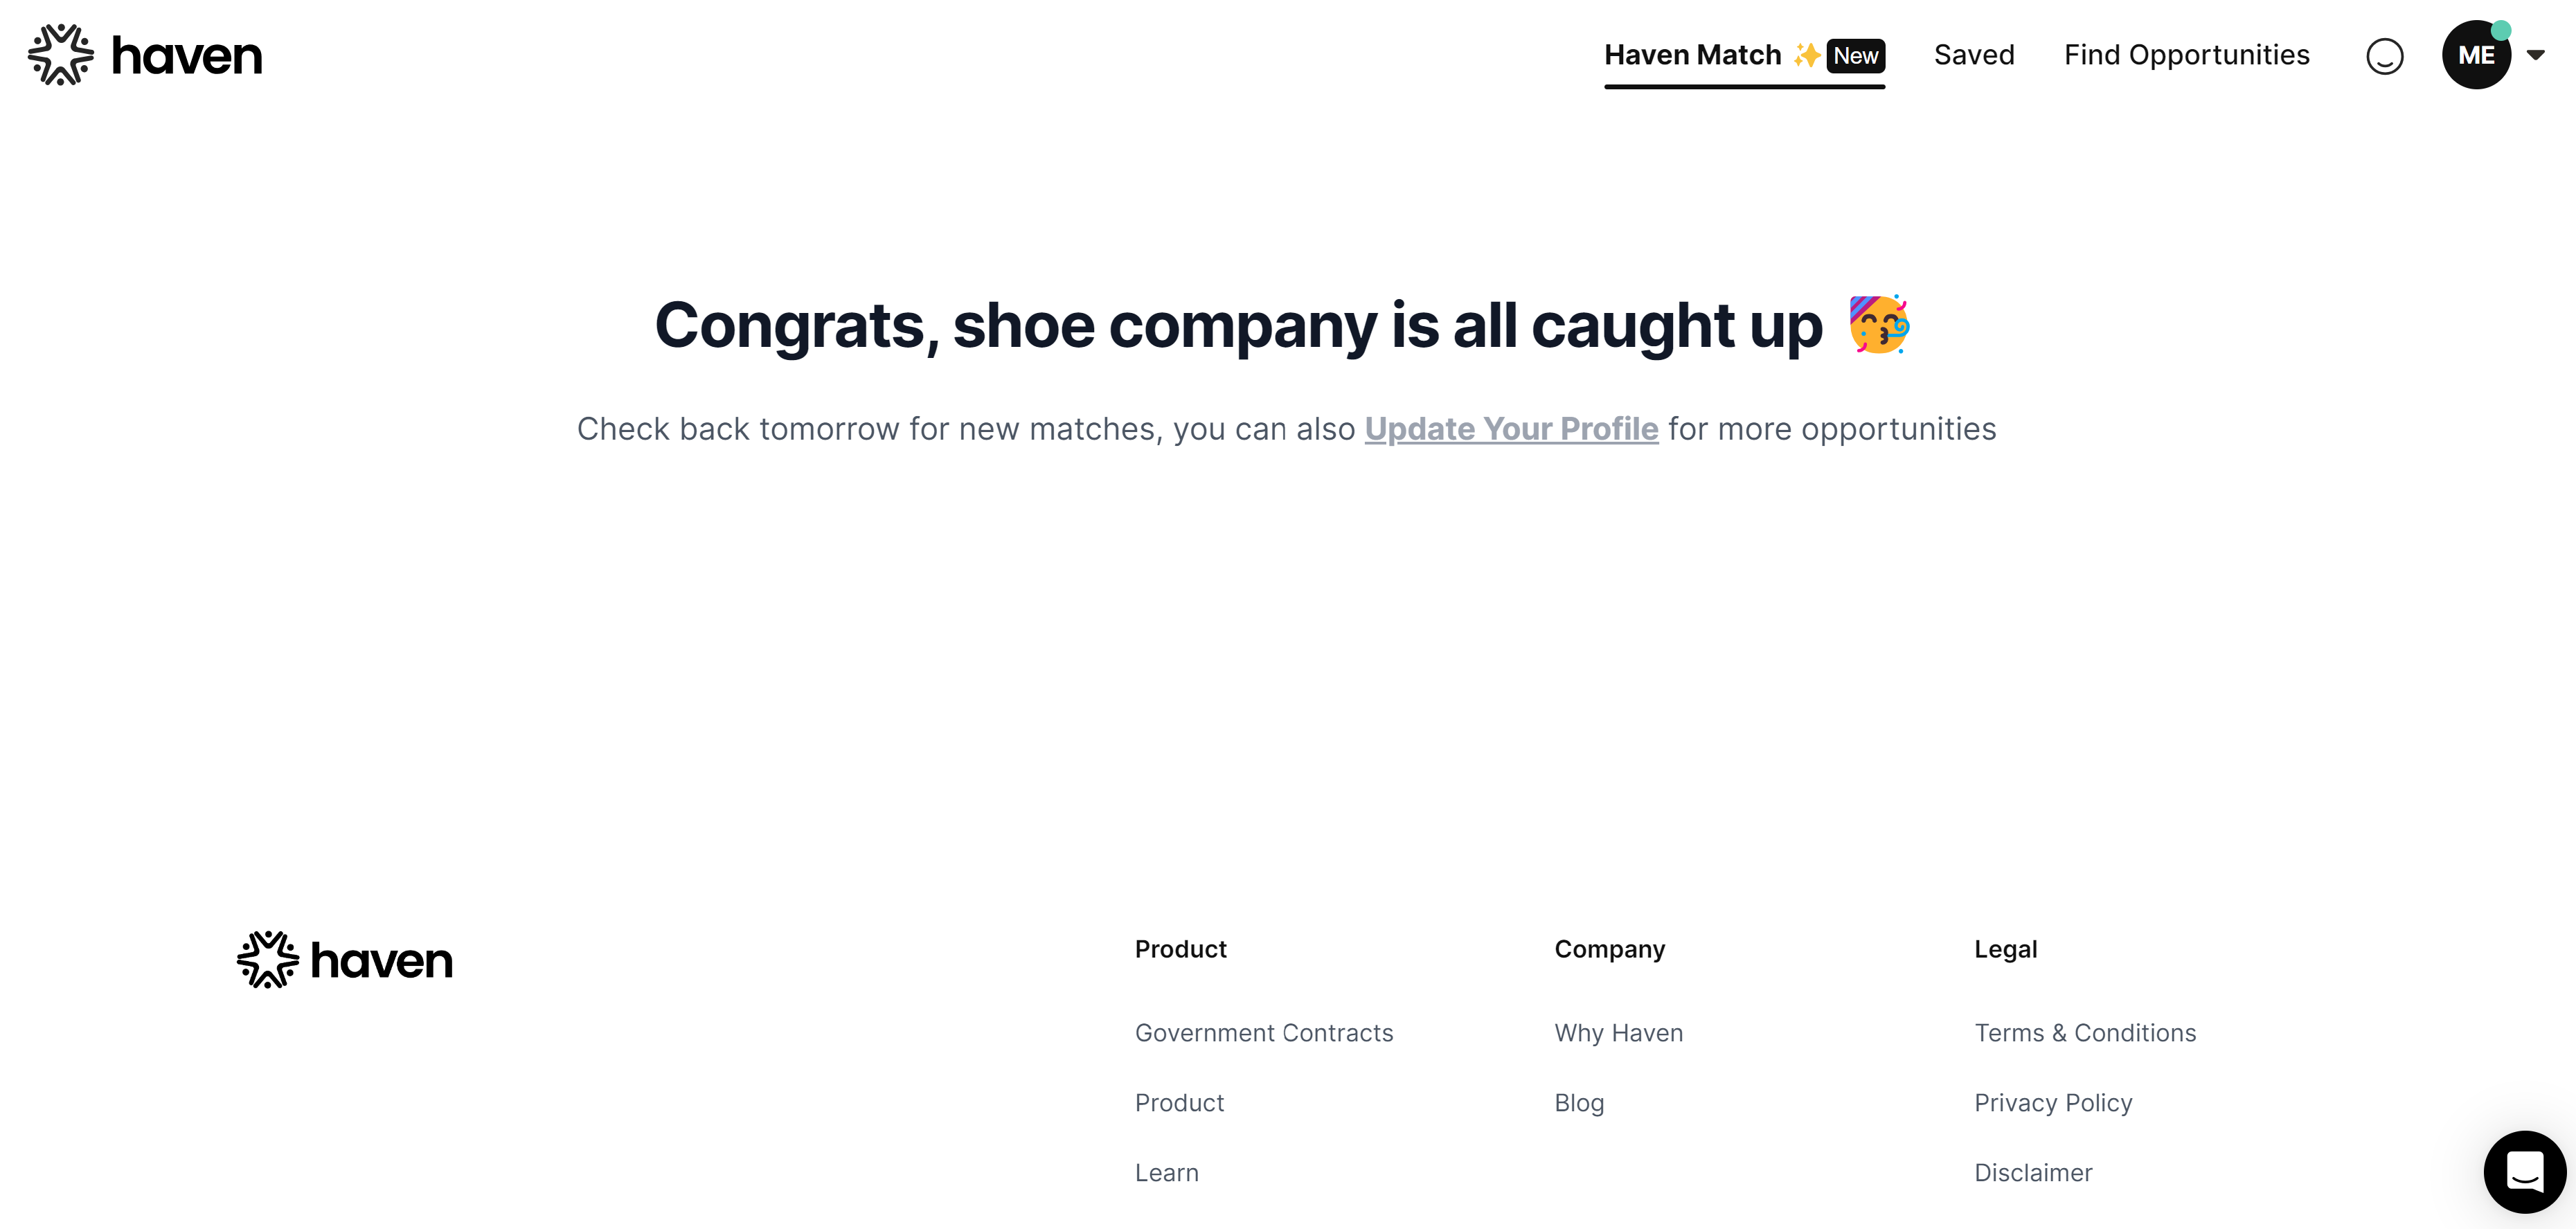 haven
Haven Match ✨ New
Saved
Find Opportunities
ME
Congrats, shoe company is all caught up 🥳
Check back tomorrow for new matches, you can also Update Your Profile for more opportunities
haven
Product
Government Contracts
Product
Learn
Company
Why Haven
Blog
Legal
Terms & Conditions
Privacy Policy
Disclaimer